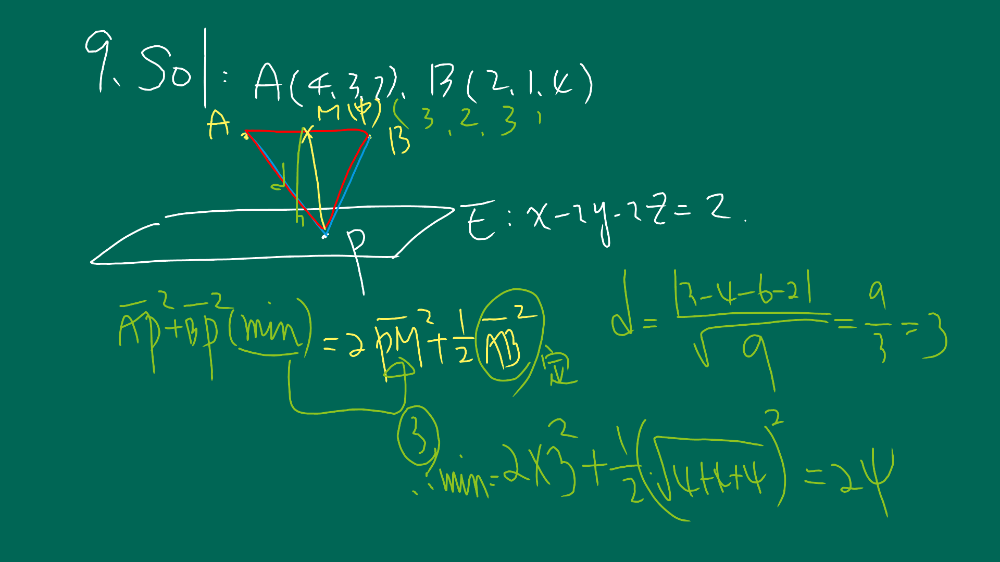 9. Sol: A(4,3,2), B(2,1,4)
A M(中)(3,2,3) B
d
E: x-2y-2z=2.
P
AP²+BP²(min) = 2PM²+1/2 AB² 定
d = |3-4-6-2|/√9 = 9/3 = 3
3
∴ min = 2×3²+1/2·(√4+4+4)² = 24